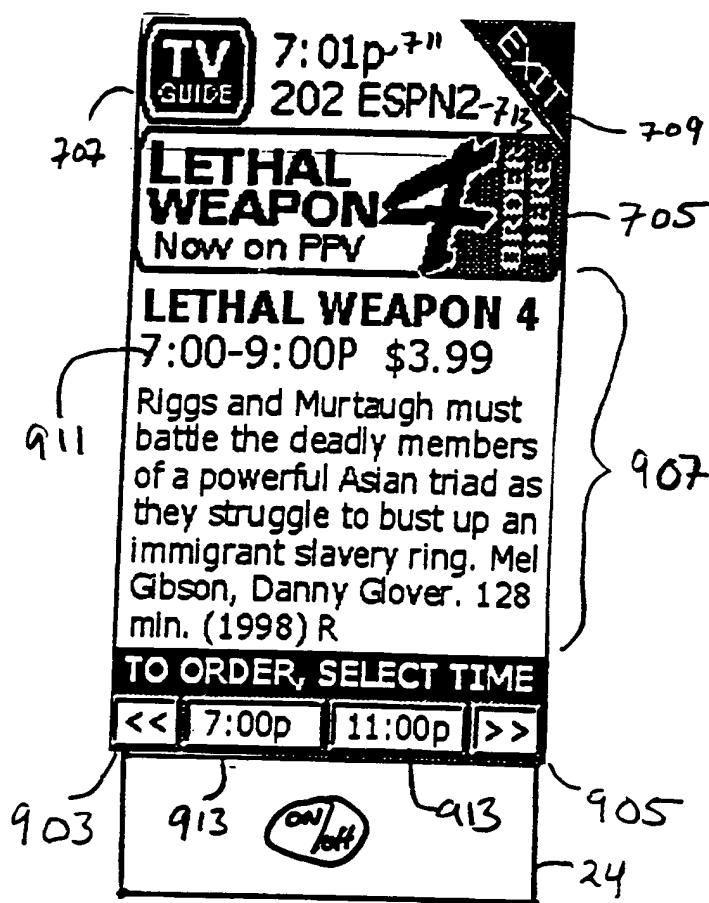 TV
GUIDE
7:01p 711
202 ESPN2-713
EXIT
707
709
LETHAL
WEAPON 4
Now on PPV
705
LETHAL WEAPON 4
7:00-9:00P $3.99
911
Riggs and Murtaugh must
battle the deadly members
of a powerful Asian triad as
they struggle to bust up an
immigrant slavery ring. Mel
Gibson, Danny Glover. 128
min. (1998) R
907
TO ORDER, SELECT TIME
<< 7:00p 11:00p >>
903 913 913 905
ON/off
24